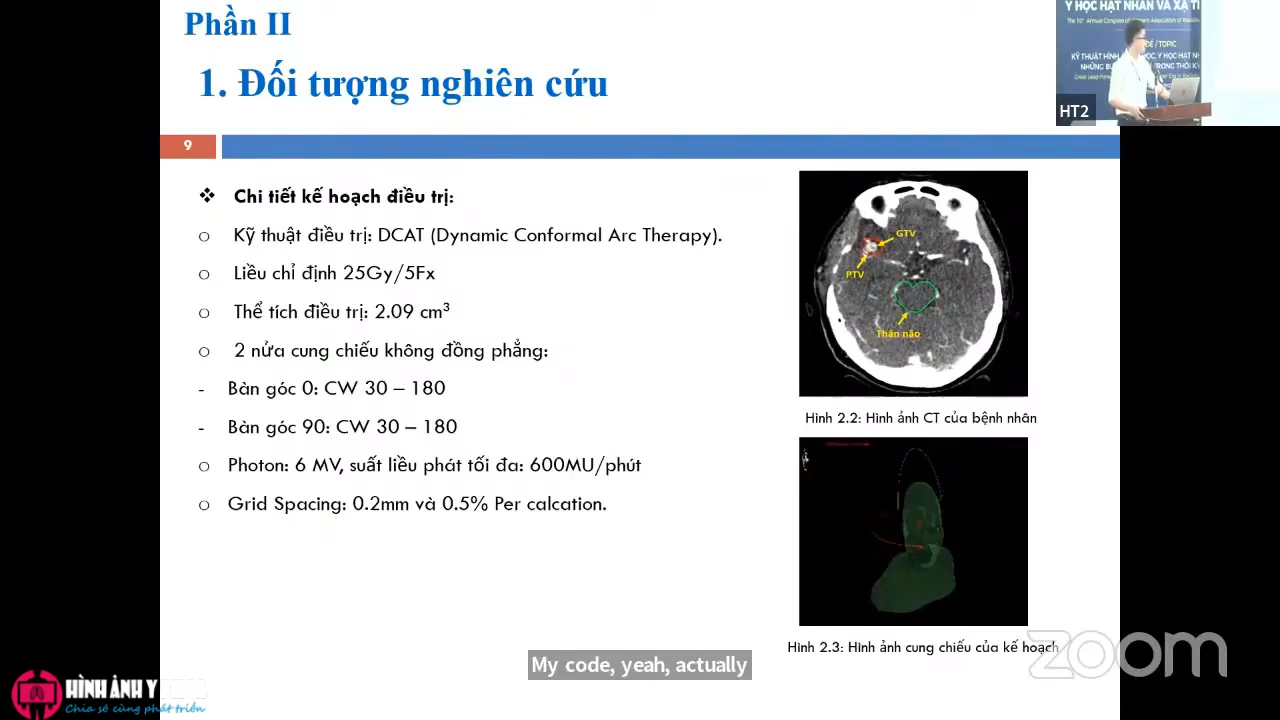 Phần II
1. Đối tượng nghiên cứu
Y HỌC HẠT NHÂN VÀ XẠ TR
HT2
9
❖ Chi tiết kế hoạch điều trị:
o Kỹ thuật điều trị: DCAT (Dynamic Conformal Arc Therapy).
o Liều chỉ định 25Gy/5Fx
o Thể tích điều trị: 2.09 cm³
o 2 nửa cung chiếu không đồng phẳng:
- Bàn góc 0: CW 30 – 180
- Bàn góc 90: CW 30 – 180
o Photon: 6 MV, suất liều phát tối đa: 600MU/phút
o Grid Spacing: 0.2mm và 0.5% Per calcation.
GTV
PTV
Thân não
Hình 2.2: Hình ảnh CT của bệnh nhân
Hình 2.3: Hình ảnh cung chiếu của kế hoạch
My code, yeah, actually
zoom
HÌNH ẢNH Y
Chia sẻ cùng phát triển